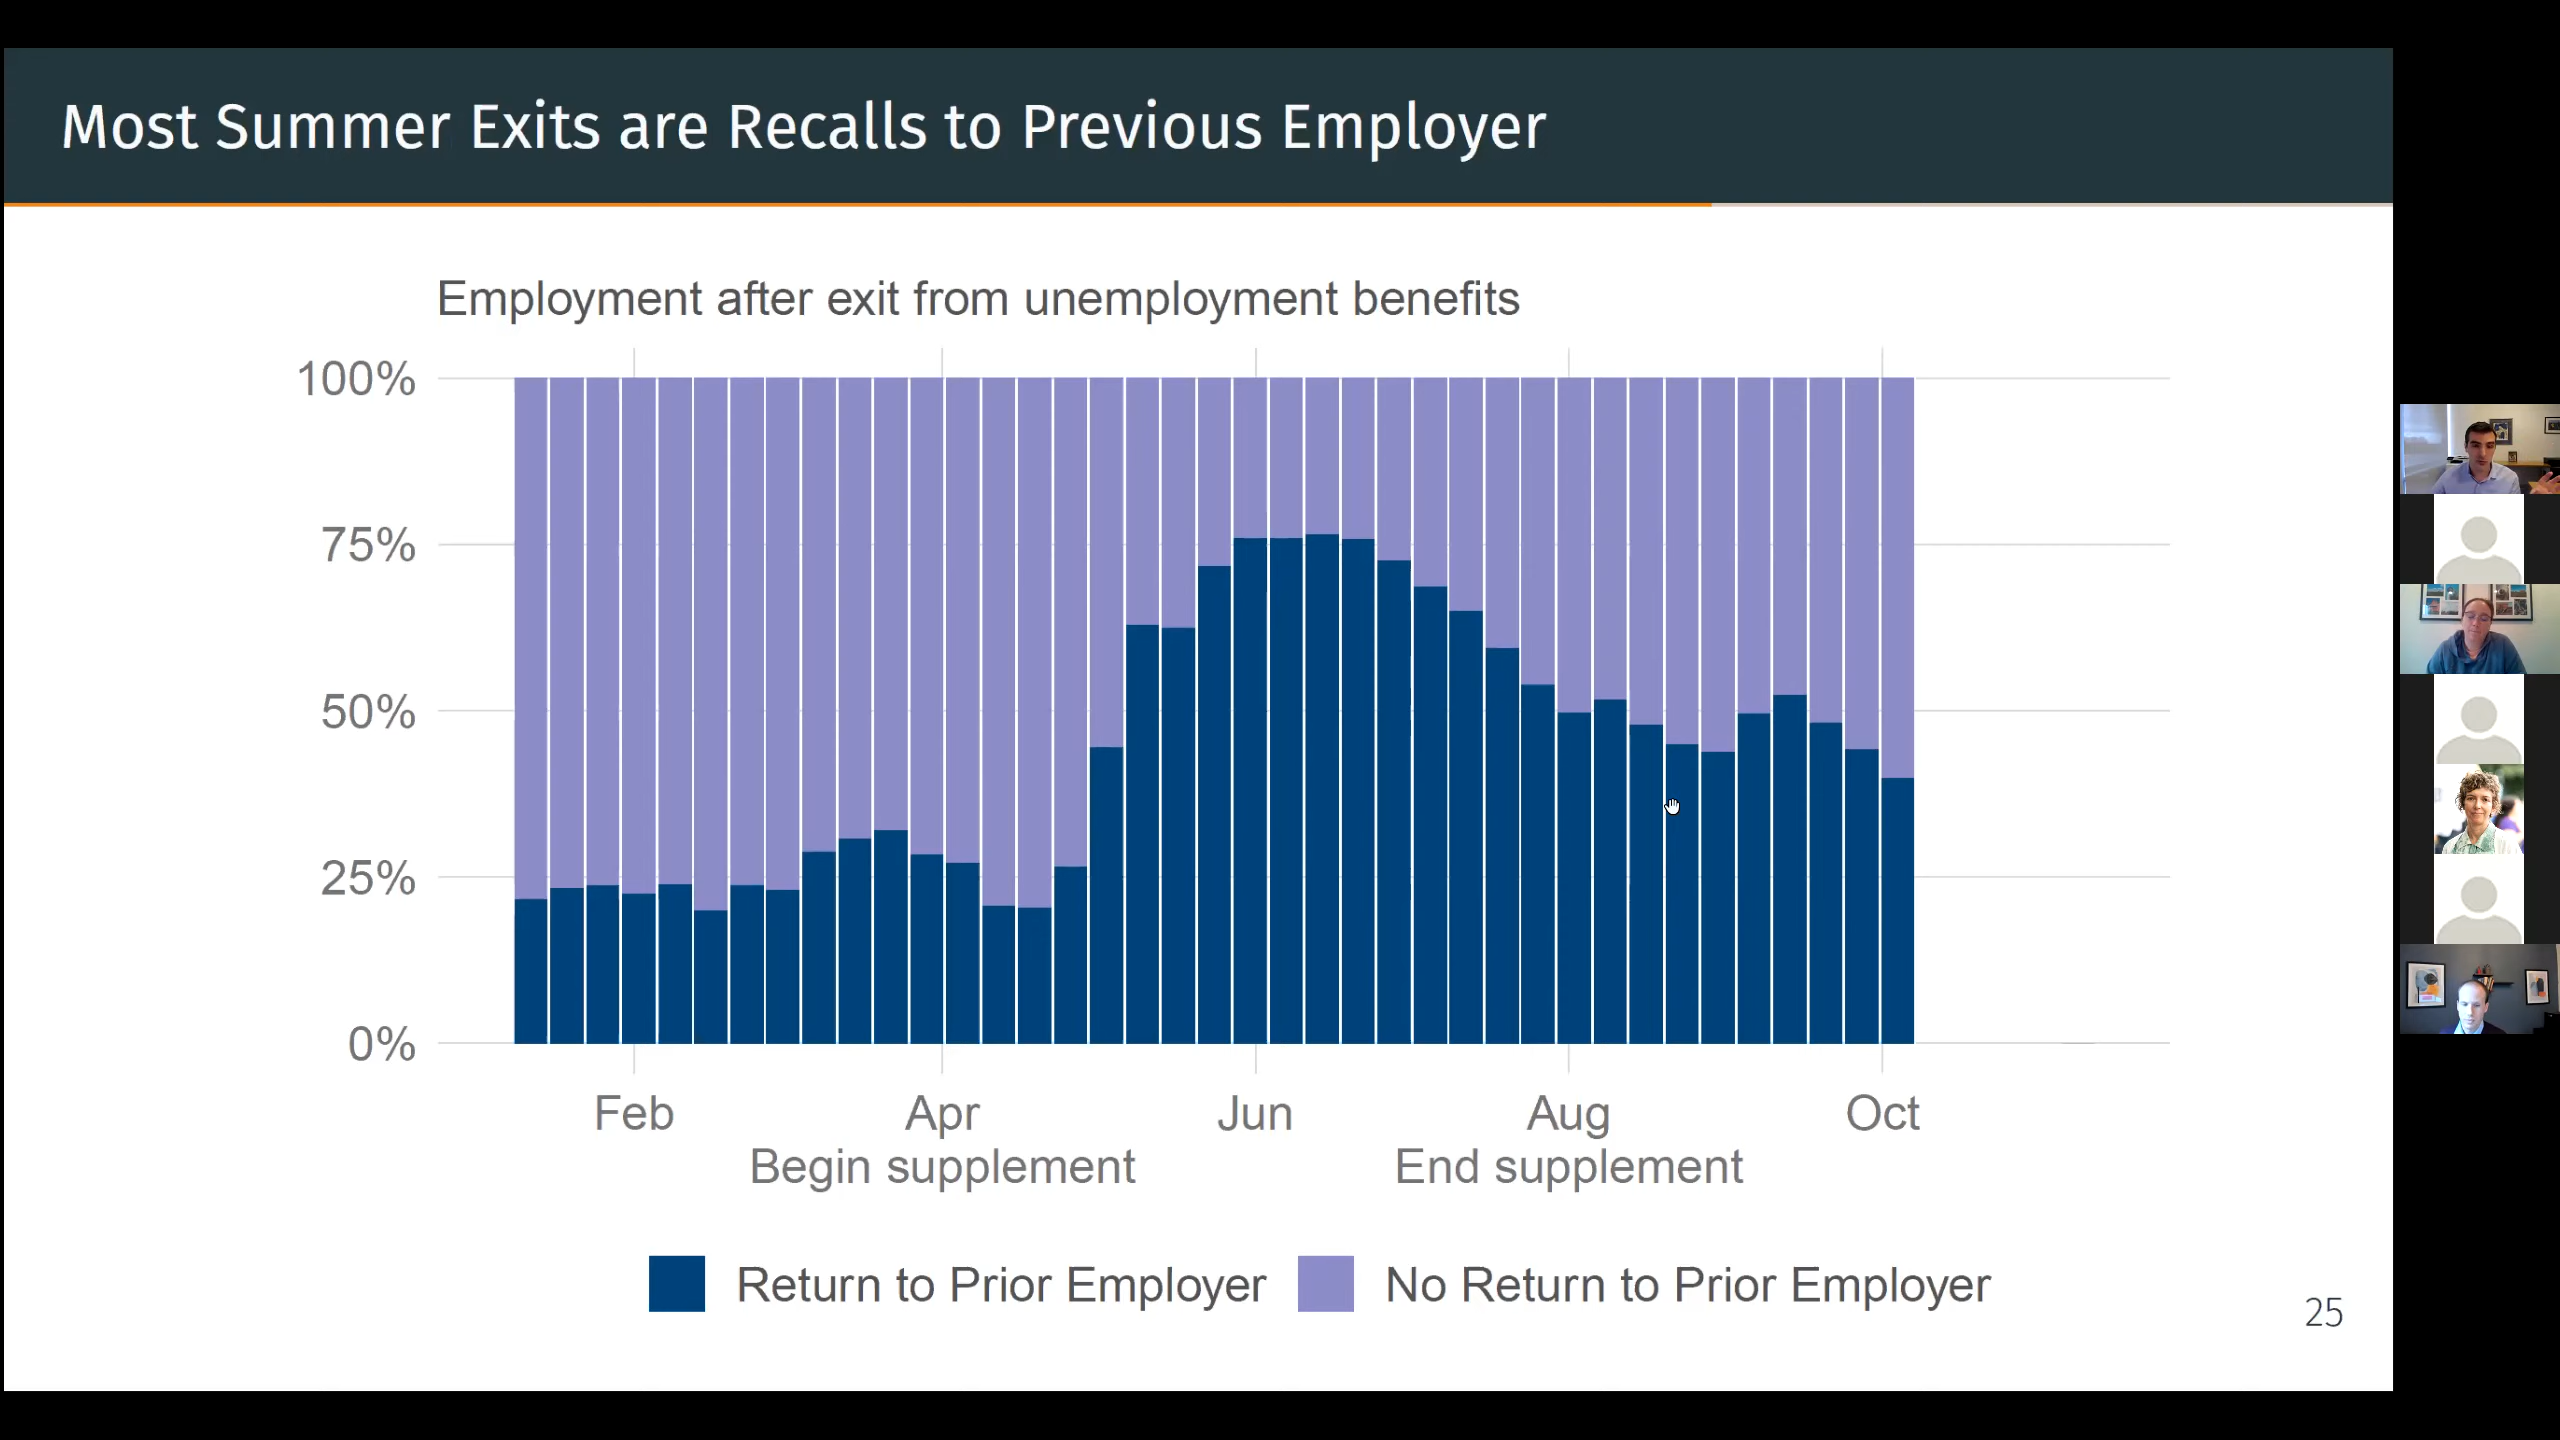 Most Summer Exits are Recalls to Previous Employer
Employment after exit from unemployment benefits
100%
75%
50%
25%
0%
Feb Apr Jun Aug Oct
Begin supplement End supplement
Return to Prior Employer No Return to Prior Employer
25